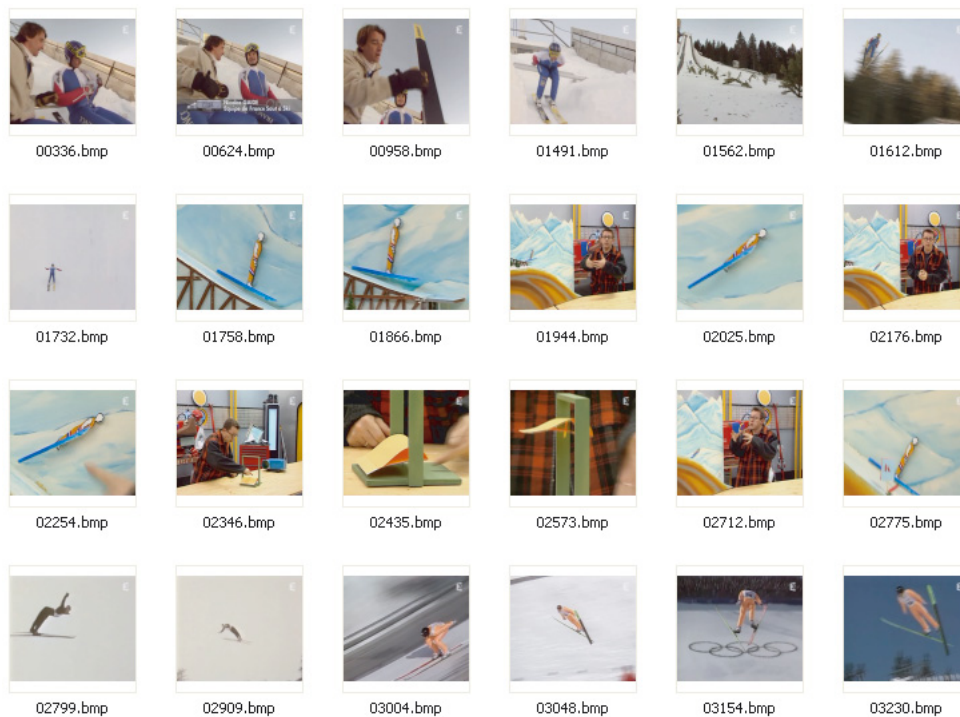 00336.bmp 00624.bmp 00958.bmp 01491.bmp 01562.bmp 01612.bmp
01732.bmp 01758.bmp 01866.bmp 01944.bmp 02025.bmp 02176.bmp
02254.bmp 02346.bmp 02435.bmp 02573.bmp 02712.bmp 02775.bmp
02799.bmp 02909.bmp 03004.bmp 03048.bmp 03154.bmp 03230.bmp